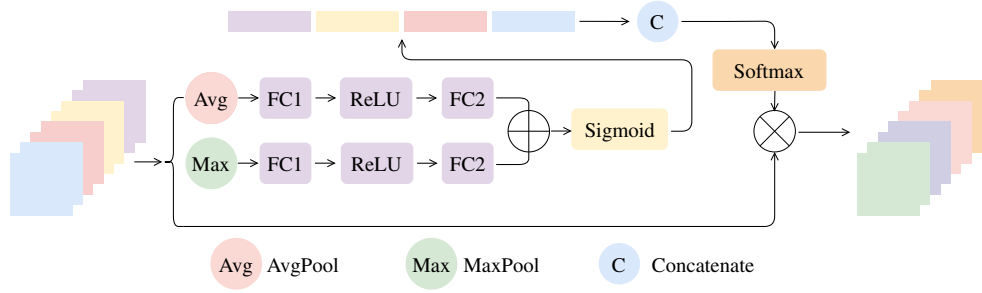 C
Softmax
Avg FC1 ReLU FC2
Sigmoid
Max FC1 ReLU FC2
Avg AvgPool Max MaxPool C Concatenate